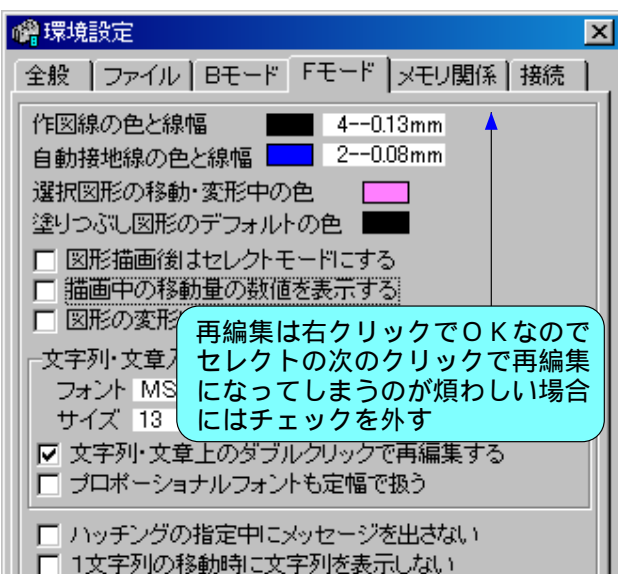 環境設定
全般 ファイル Bモード Fモード メモリ関係 接続
作図線の色と線幅 4--0.13mm
自動接地線の色と線幅 2--0.08mm
選択図形の移動・変形中の色
塗りつぶし図形のデフォルトの色
図形描画後はセレクトモードにする
描画中の移動量の数値を表示する
図形の変形
再編集は右クリックでＯＫなので
セレクトの次のクリックで再編集
になってしまうのが煩わしい場合
にはチェックを外す
文字列・文章入
フォント MS
サイズ 13
文字列・文章上のダブルクリックで再編集する
プロポーショナルフォントも定幅で扱う
ハッチングの指定中にメッセージを出さない
1文字列の移動時に文字列を表示しない